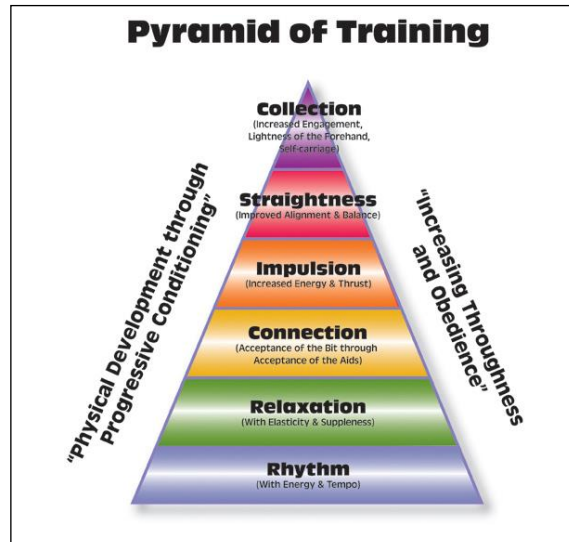 Pyramid of Training
Collection
(Increased Engagement,
Lightness of the Forehand,
Self-carriage)
Straightness
(Improved Alignment & Balance)
Impulsion
(Increased Energy & Thrust)
Connection
(Acceptance of the Bit through
Acceptance of the Aids)
Relaxation
(With Elasticity & Suppleness)
Rhythm
(With Energy & Tempo)
"Physical Development through
Progressive Conditioning"
"Increasing Throughness
and Obedience"